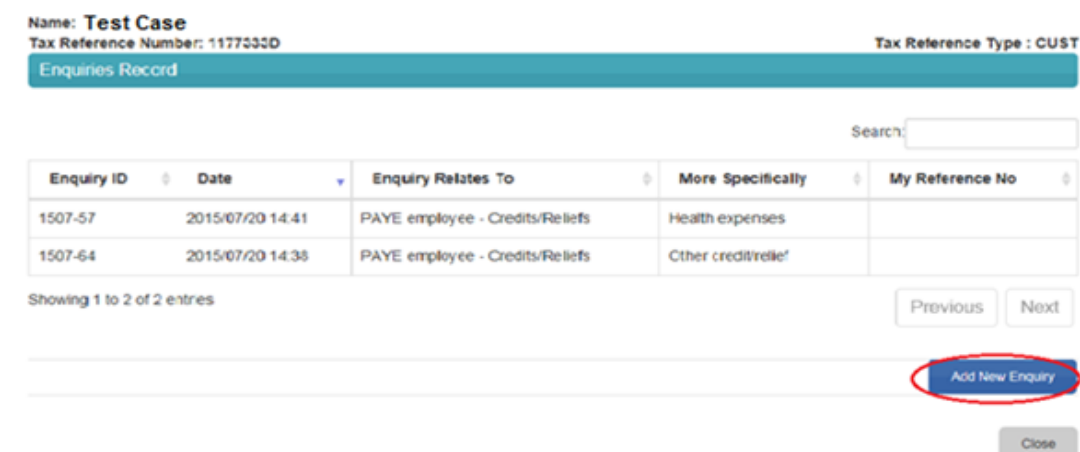 Name: Test Case
Tax Reference Number: Tax Reference Type : CUST
Enquiries Record
Search:
Enquiry ID Date Enquiry Relates To More Specifically My Reference No
1507-57 2015/07/20 14:41 PAYE employee - Credits/Reliefs Health expenses
1507-64 2015/07/20 14:38 PAYE employee - Credits/Reliefs Other credit/relief
Showing 1 to 2 of 2 entries
Previous Next
Add New Enquiry
Close